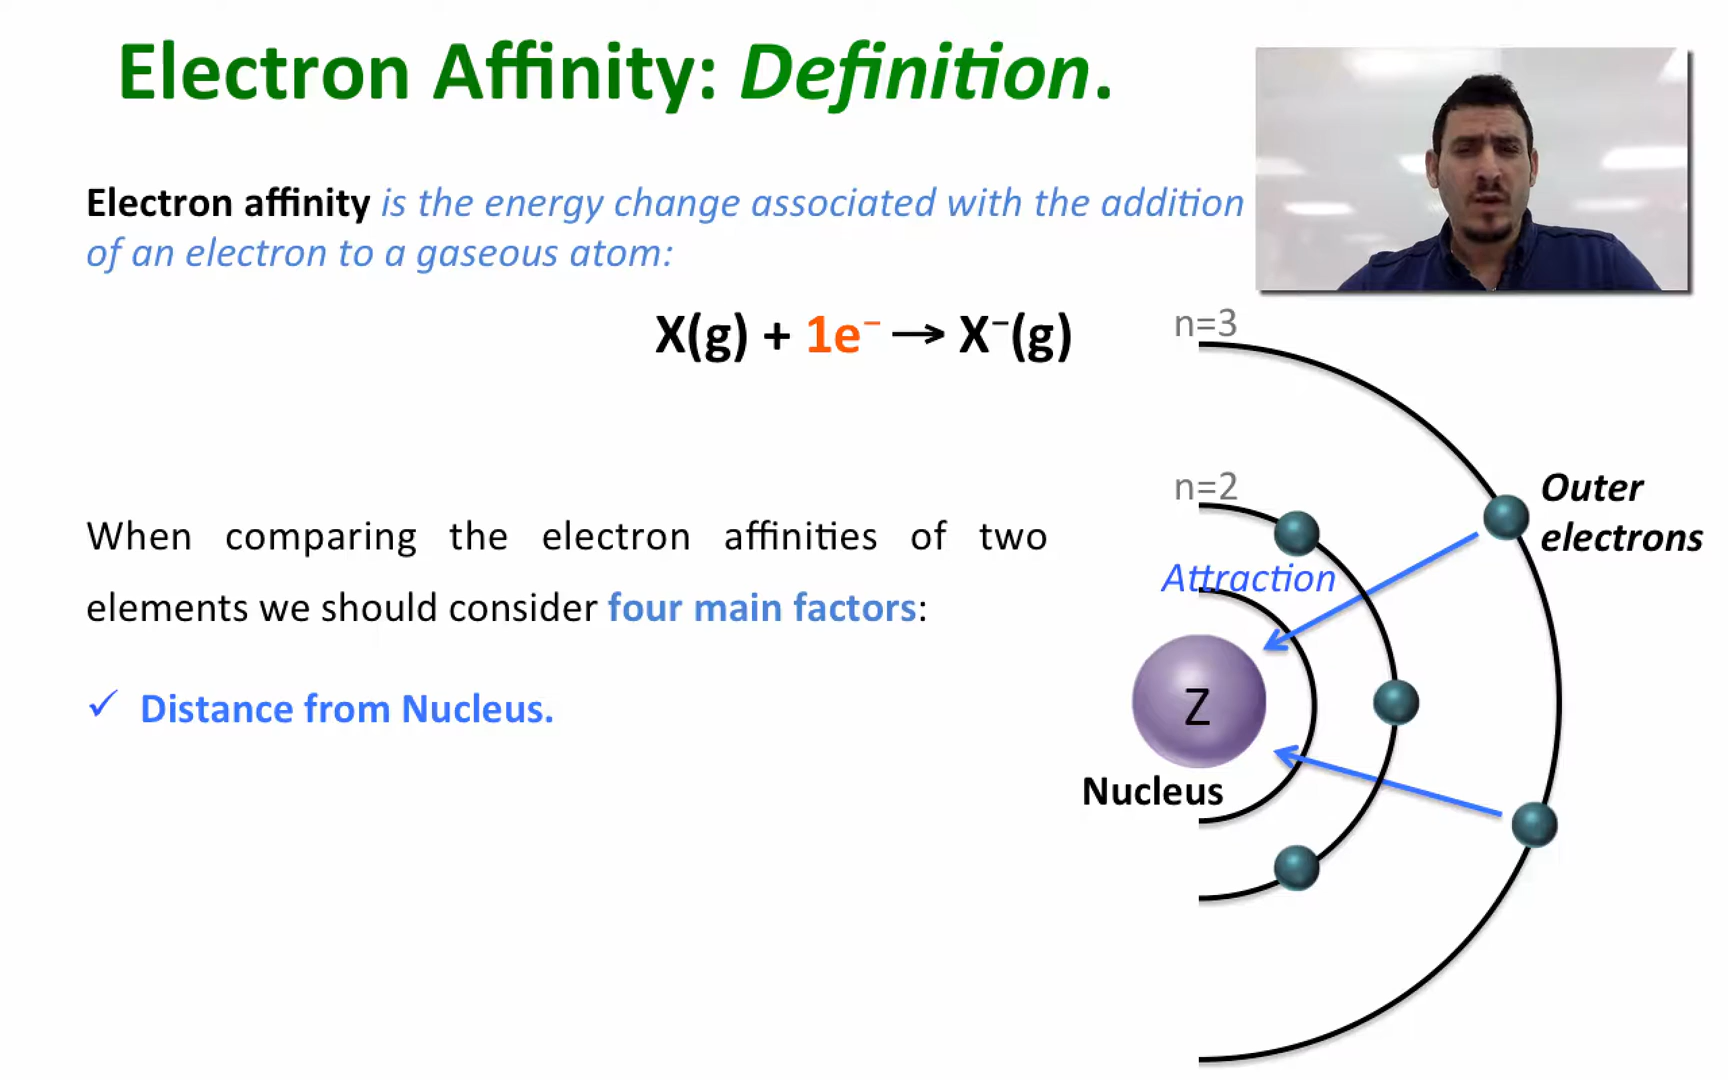 Electron Affinity: Definition.
Electron affinity is the energy change associated with the addition
of an electron to a gaseous atom:
X(g) + 1e⁻ → X⁻(g)
n=3
n=2
Outer
electrons
When comparing the electron affinities of two
Attraction
elements we should consider four main factors:
✓ Distance from Nucleus.
Z
Nucleus